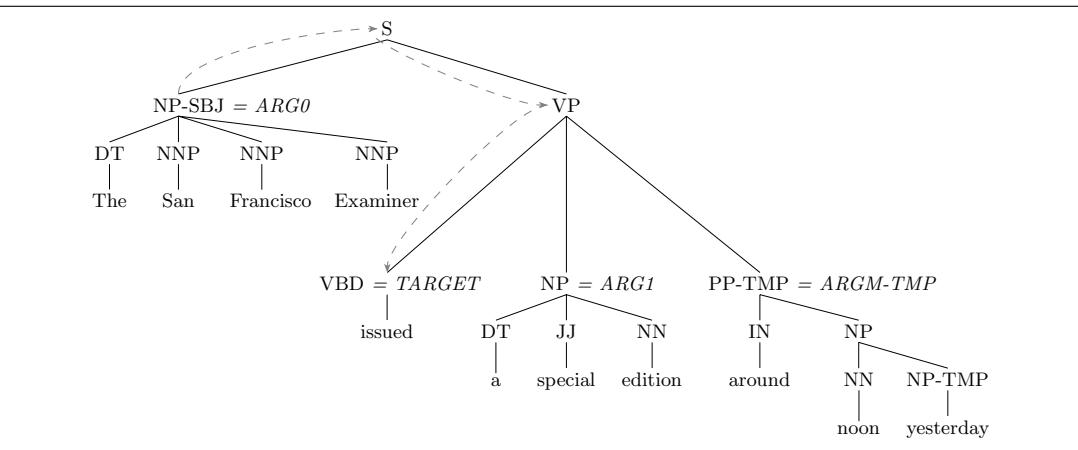 S
NP-SBJ = ARG0 VP
DT NNP NNP NNP
The San Francisco Examiner
VBD = TARGET NP = ARG1 PP-TMP = ARGM-TMP
issued DT JJ NN IN NP
a special edition around NN NP-TMP
noon yesterday